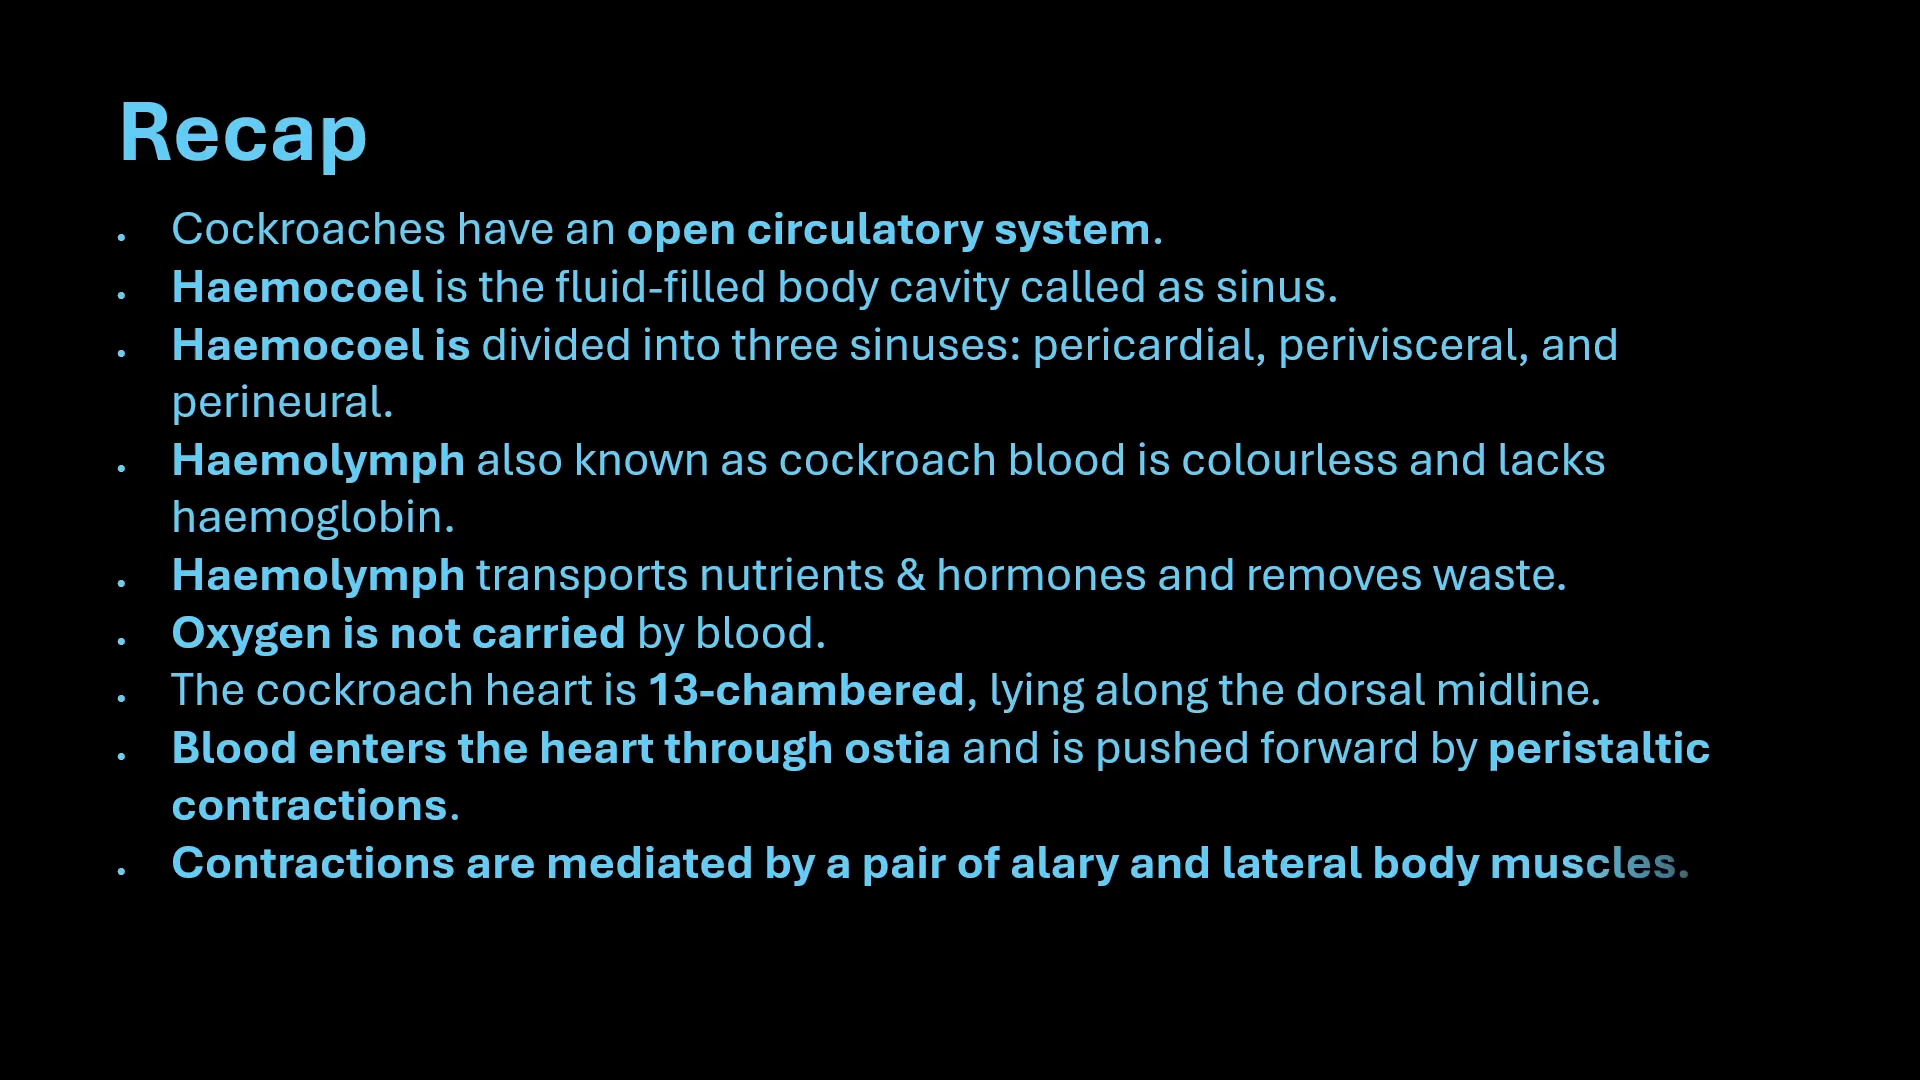 Recap
• Cockroaches have an open circulatory system.
• Haemocoel is the fluid-filled body cavity called as sinus.
• Haemocoel is divided into three sinuses: pericardial, perivisceral, and
perineural.
• Haemolymph also known as cockroach blood is colourless and lacks
haemoglobin.
• Haemolymph transports nutrients & hormones and removes waste.
• Oxygen is not carried by blood.
• The cockroach heart is 13-chambered, lying along the dorsal midline.
• Blood enters the heart through ostia and is pushed forward by peristaltic
contractions.
• Contractions are mediated by a pair of alary and lateral body muscles.